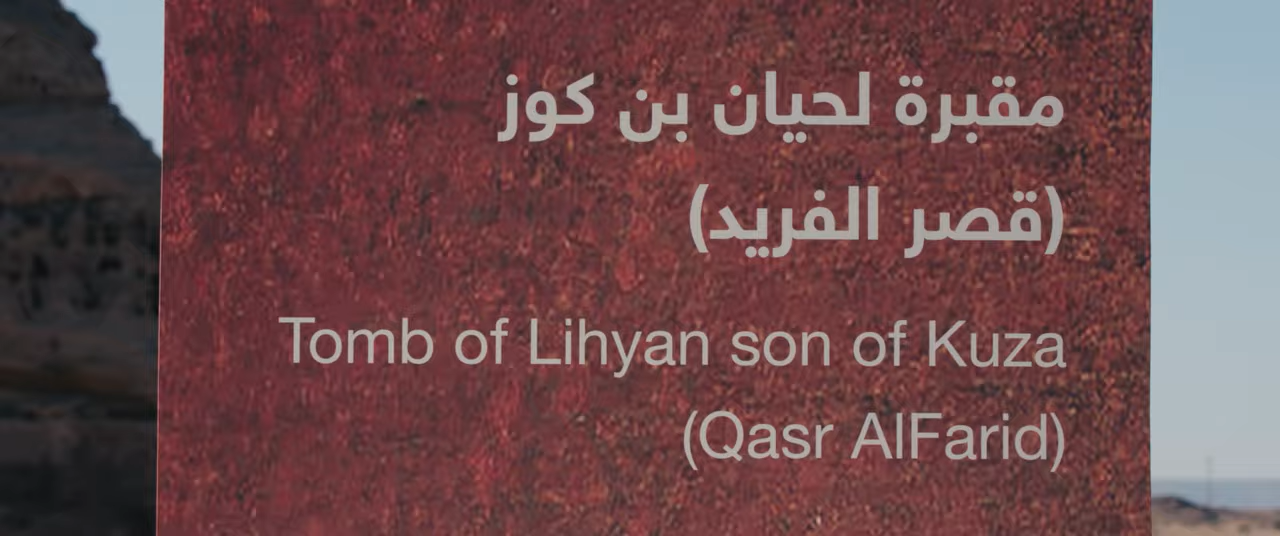 مقبرة لحيان بن كوز
(قصر الفريد)
Tomb of Lihyan son of Kuza
(Qasr AlFarid)